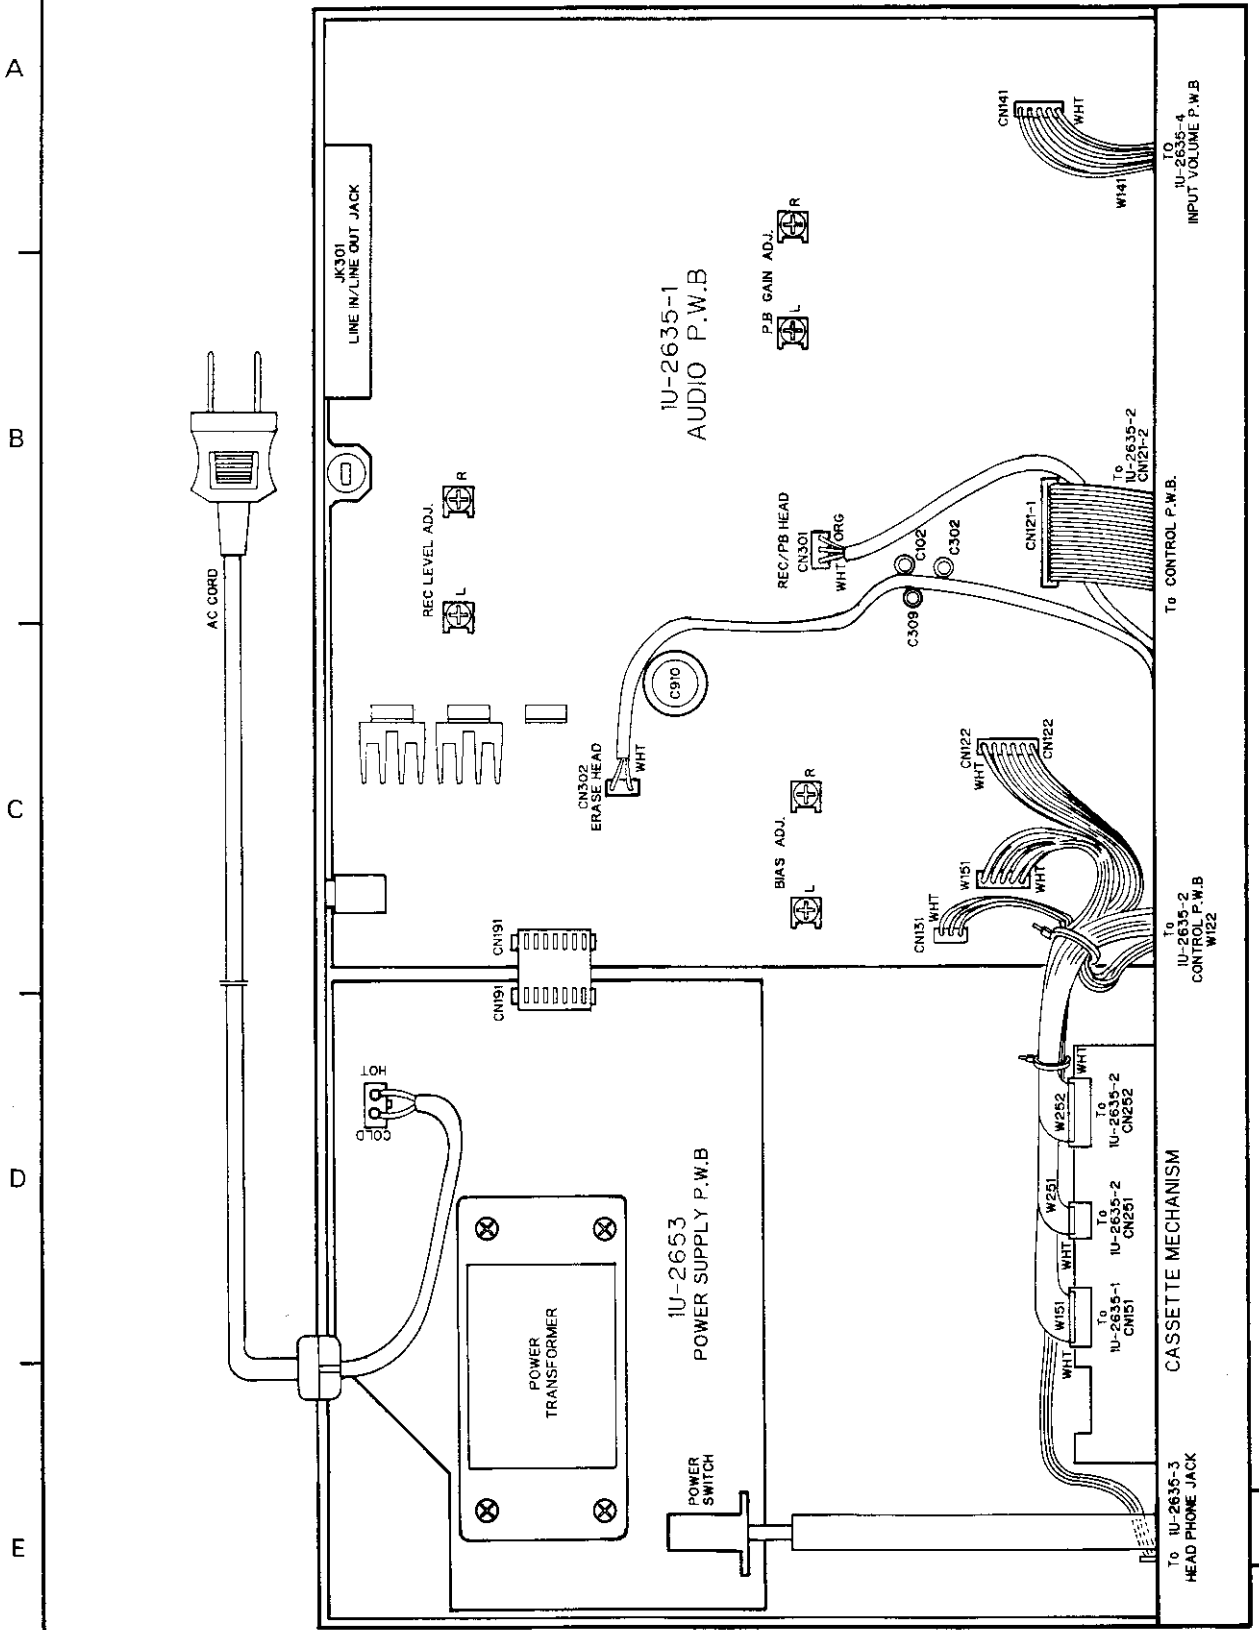 A
B
C
D
E
AC CORD
JK301
LINE IN/LINE OUT JACK
CN141
WHT
W141
To
1U-2635-4
INPUT VOLUME P.W.B
1U-2635-1
AUDIO P.W.B
P.B GAIN ADJ.
L
R
REC LEVEL ADJ.
L
R
REC/PB HEAD
CN301
WHT
ORG
C102
C302
C309
CN121-1
To
1U-2635-2
CN121-2
To CONTROL P.W.B.
C910
CN302
ERASE HEAD
WHT
BIAS ADJ.
L
R
CN122
WHT
CN122
W151
WHT
CN131
WHT
To
1U-2635-2
CONTROL P.W.B
W122
CN191
CN191
HOT
COLD
POWER
TRANSFORMER
1U-2653
POWER SUPPLY P.W.B
POWER
SWITCH
W252
WHT
To
1U-2635-2
CN252
W251
WHT
To
1U-2635-2
CN251
W151
WHT
To
1U-2635-1
CN151
CASSETTE MECHANISM
To 1U-2635-3
HEAD PHONE JACK